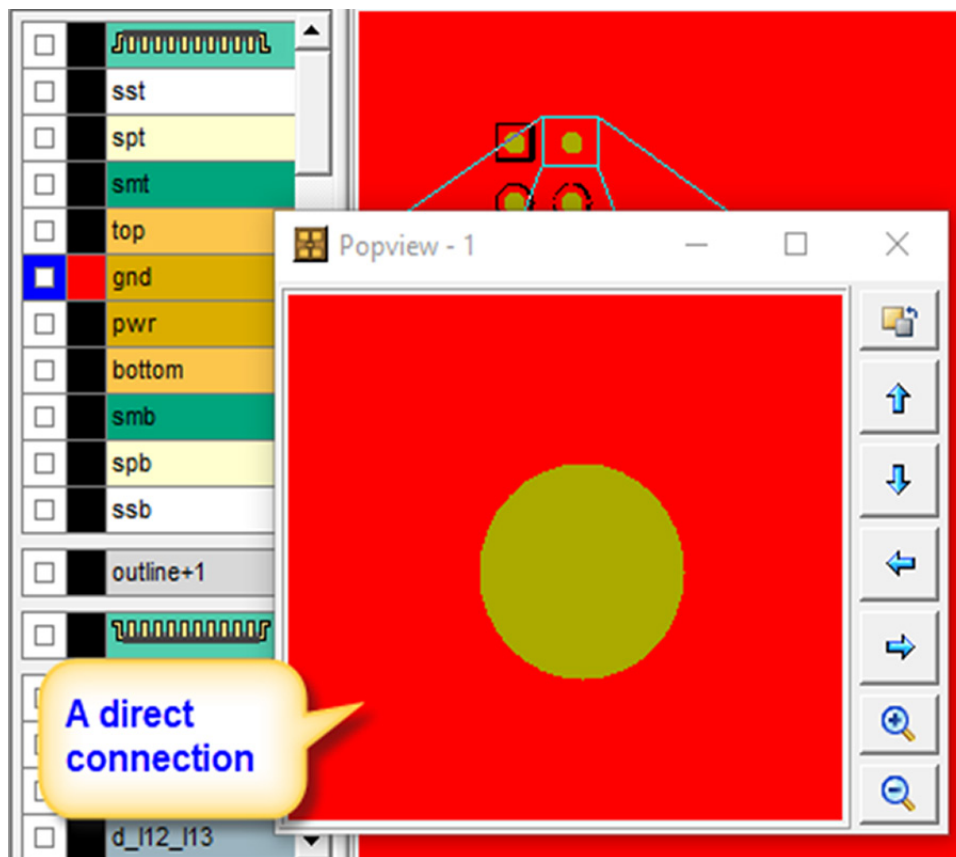 sst
spt
smt
top
gnd
pwr
bottom
smb
spb
ssb
outline+1
d_l12_l13
Popview - 1
A direct
connection